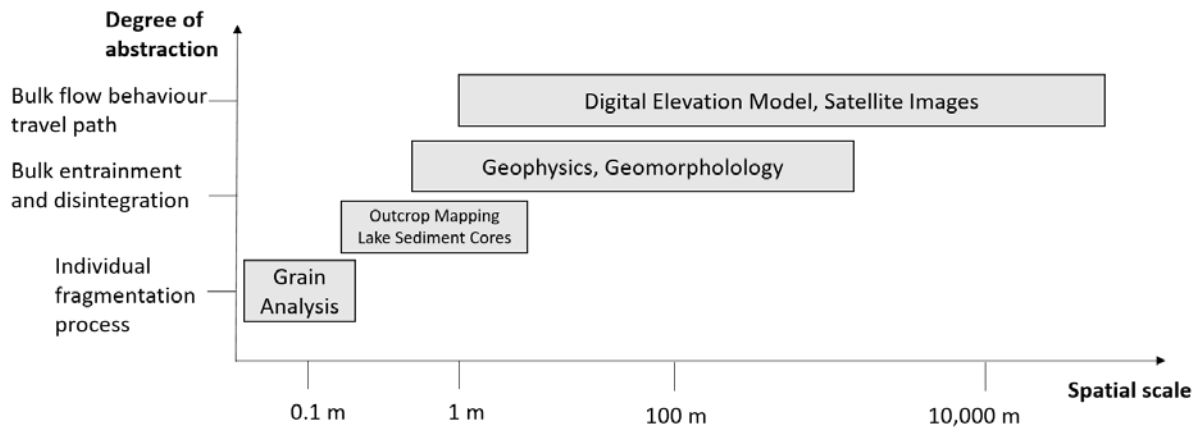 Degree of
abstraction
Bulk flow behaviour
travel path
Digital Elevation Model, Satellite Images
Bulk entrainment
and disintegration
Geophysics, Geomorpholology
Outcrop Mapping
Lake Sediment Cores
Individual
fragmentation
process
Grain
Analysis
0.1 m
1 m
100 m
10,000 m
Spatial scale